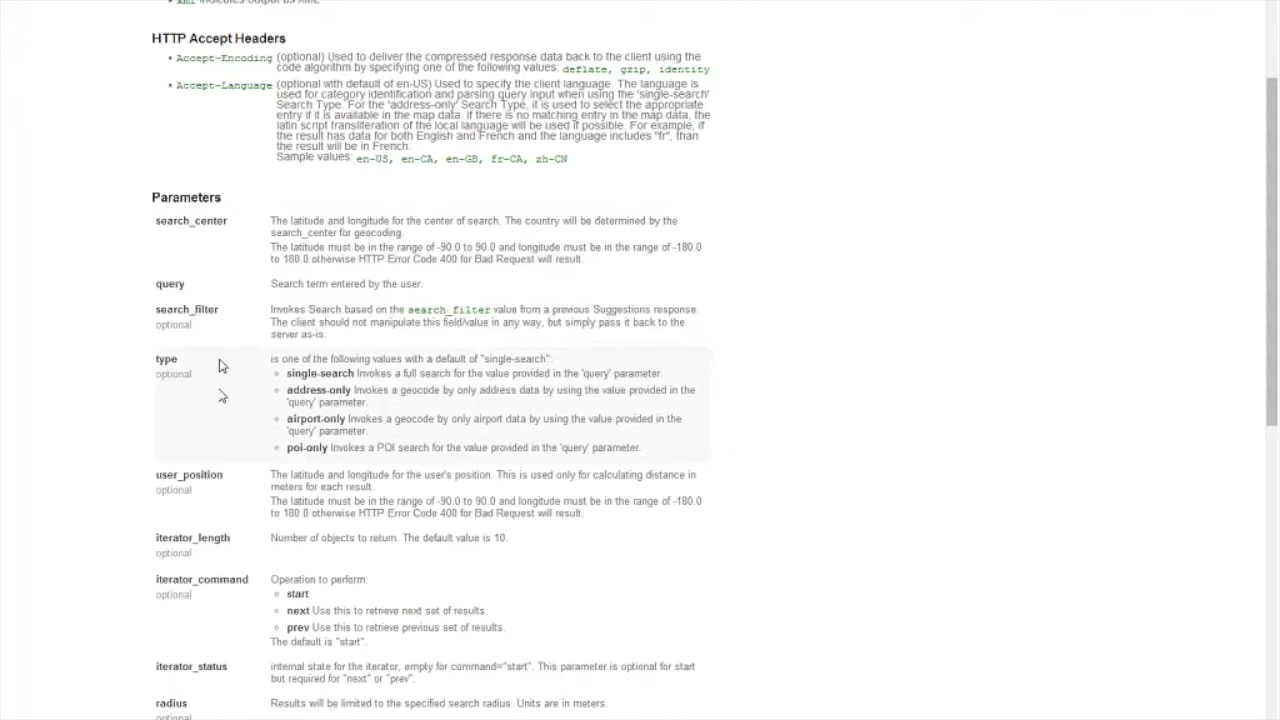 HTTP Accept Headers
• Accept-Encoding (optional) Used to deliver the compressed response data back to the client using the
code algorithm by specifying one of the following values: deflate, gzip, identity
• Accept-Language (optional with default of en-US) Used to specify the client language. The language is
used for category identification and parsing query input when using the 'single-search'
Search Type. For the 'address-only' Search Type, it is used to select the appropriate
entry if it is available in the map data. If there is no matching entry in the map data, the
latin script transliteration of the local language will be used if possible. For example, if
the result has data for both English and French and the language includes "fr", than
the result will be in French.
Sample values: en-US, en-CA, en-GB, fr-CA, zh-CN
Parameters
search_center The latitude and longitude for the center of search. The country will be determined by the
search_center for geocoding.
The latitude must be in the range of -90.0 to 90.0 and longitude must be in the range of -180.0
to 180.0 otherwise HTTP Error Code 400 for Bad Request will result.
query Search term entered by the user.
search_filter Invokes Search based on the search_filter value from a previous Suggestions response.
optional The client should not manipulate this field/value in any way, but simply pass it back to the
server as-is.
type is one of the following values with a default of "single-search":
optional
◦ single-search Invokes a full search for the value provided in the 'query' parameter.
◦ address-only Invokes a geocode by only address data by using the value provided in the
'query' parameter.
◦ airport-only Invokes a geocode by only airport data by using the value provided in the
'query' parameter.
◦ poi-only Invokes a POI search for the value provided in the 'query' parameter.
user_position The latitude and longitude for the user's position. This is used only for calculating distance in
optional meters for each result.
The latitude must be in the range of -90.0 to 90.0 and longitude must be in the range of -180.0
to 180.0 otherwise HTTP Error Code 400 for Bad Request will result.
iterator_length Number of objects to return. The default value is 10.
optional
iterator_command Operation to perform:
optional
◦ start
◦ next Use this to retrieve next set of results.
◦ prev Use this to retrieve previous set of results.
The default is "start".
iterator_status internal state for the iterator, empty for command="start". This parameter is optional for start
but required for "next" or "prev".
radius Results will be limited to the specified search radius. Units are in meters.
optional